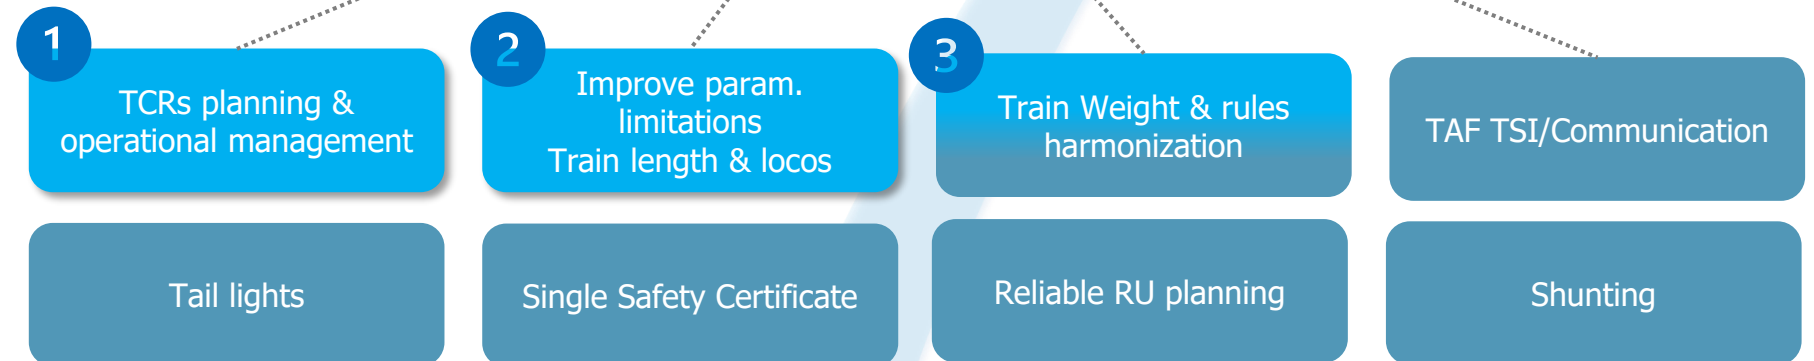 1
TCRs planning &
operational management
2
Improve param.
limitations
Train length & locos
3
Train Weight & rules
harmonization
TAF TSI/Communication
Tail lights
Single Safety Certificate
Reliable RU planning
Shunting